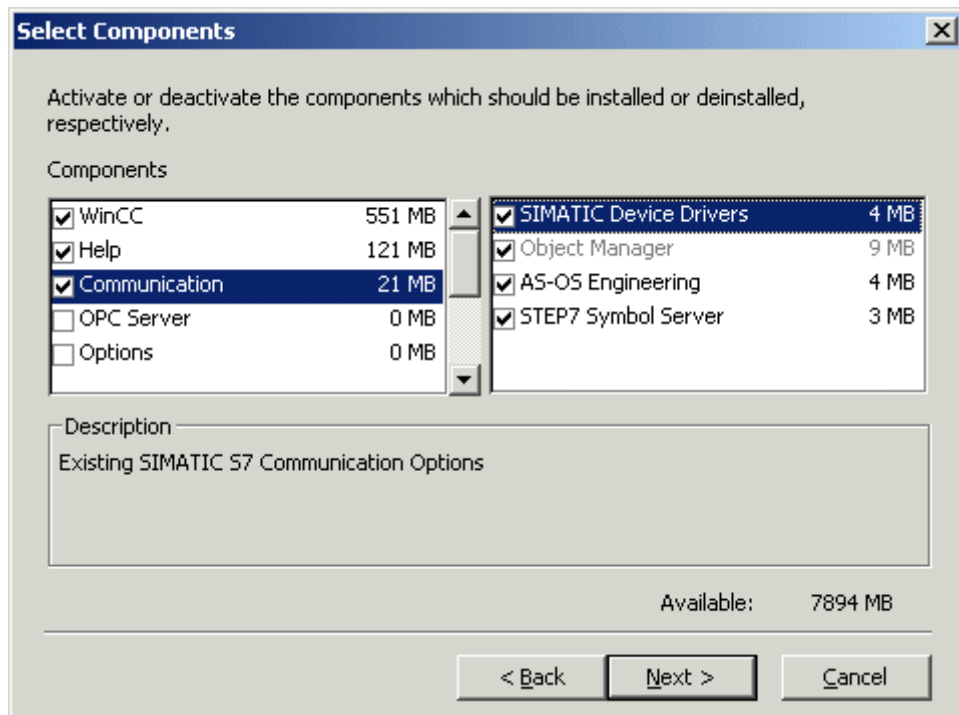 Select Components
Activate or deactivate the components which should be installed or deinstalled,
respectively.
Components
WinCC 551 MB
Help 121 MB
Communication 21 MB
OPC Server 0 MB
Options 0 MB
SIMATIC Device Drivers 4 MB
Object Manager 9 MB
AS-OS Engineering 4 MB
STEP7 Symbol Server 3 MB
Description
Existing SIMATIC S7 Communication Options
Available: 7894 MB
< Back Next > Cancel